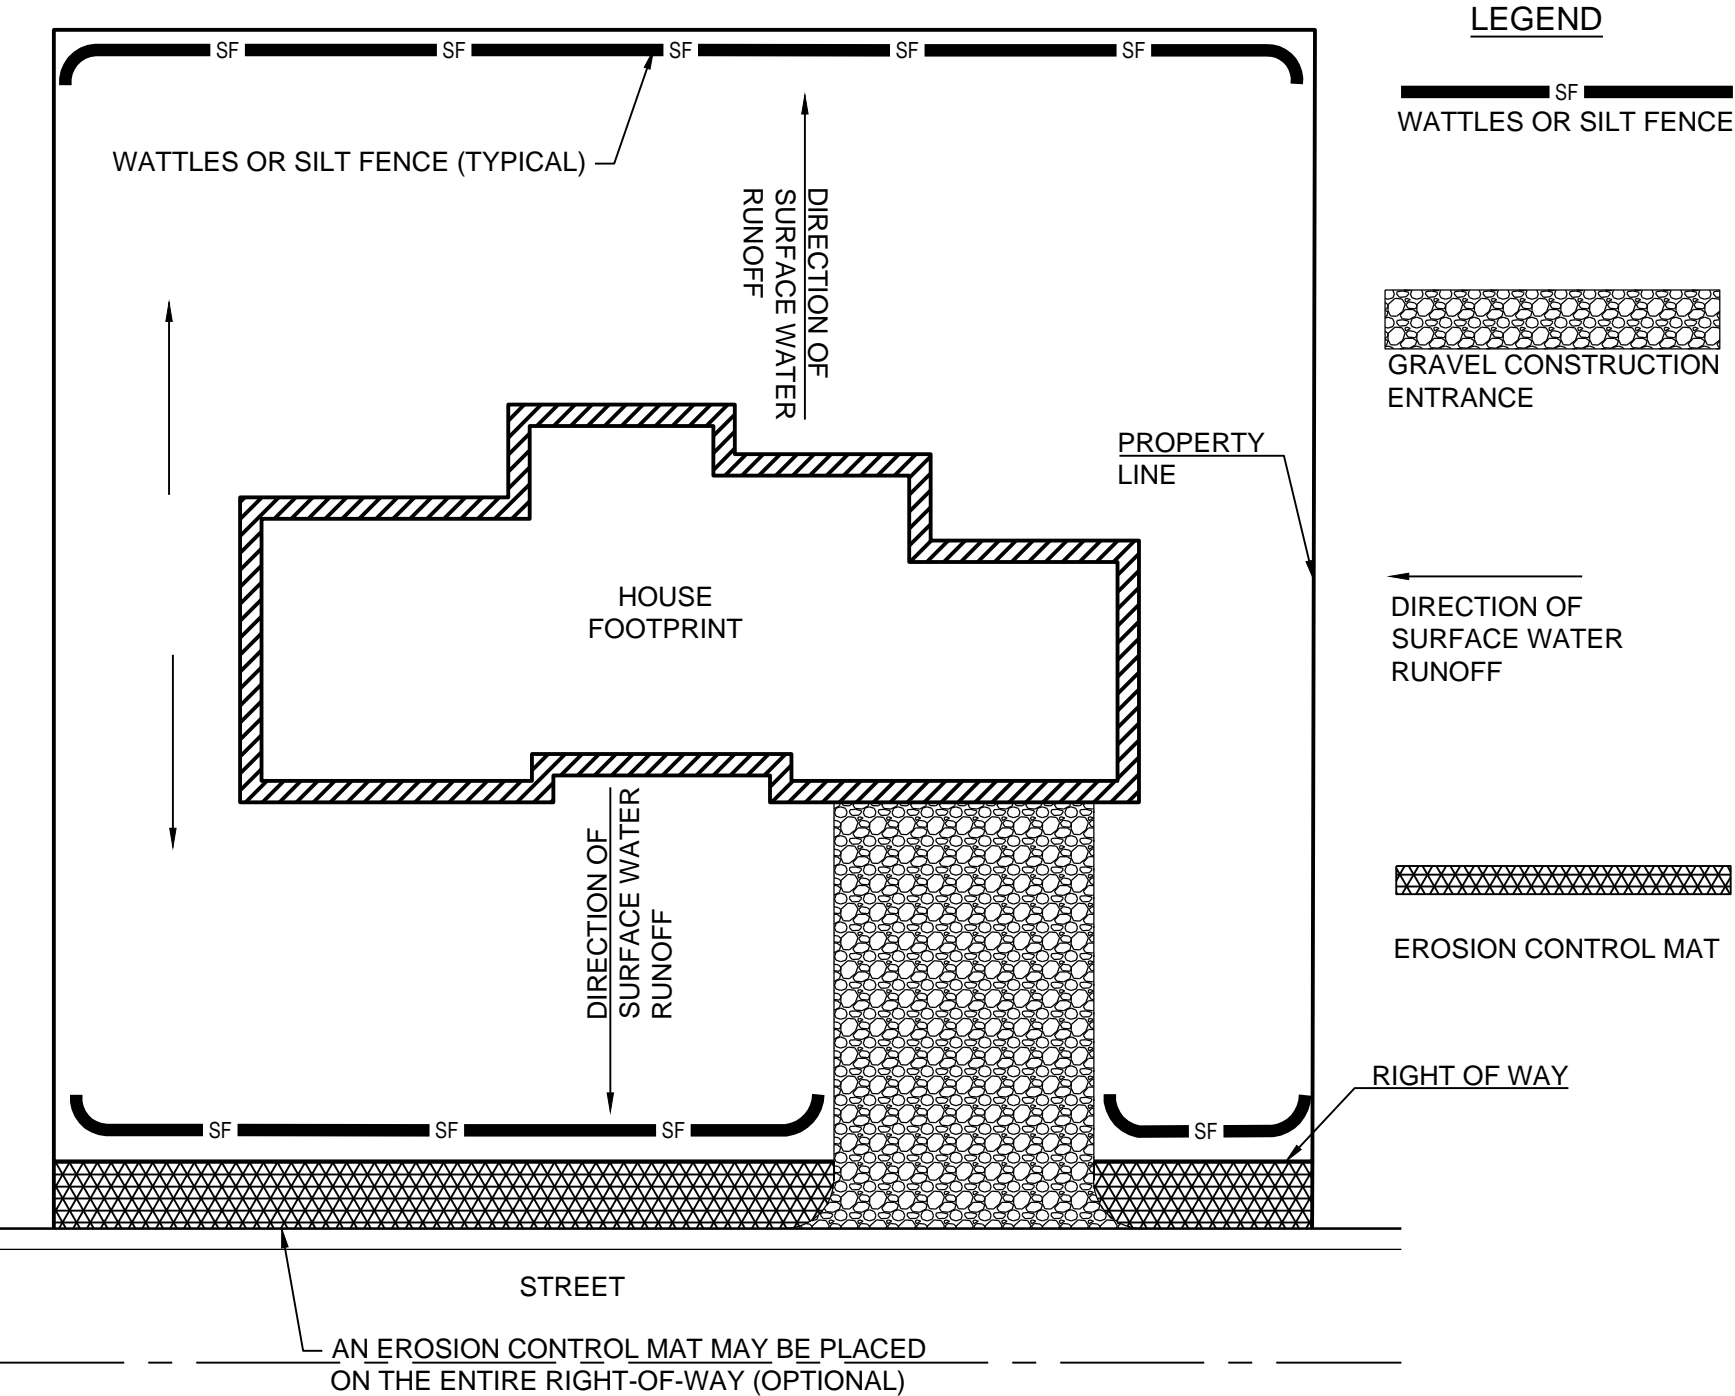 LEGEND
SF SF SF SF SF
SF
WATTLES OR SILT FENCE
WATTLES OR SILT FENCE (TYPICAL)
DIRECTION OF
SURFACE WATER
RUNOFF
GRAVEL CONSTRUCTION
ENTRANCE
PROPERTY
LINE
HOUSE
FOOTPRINT
DIRECTION OF
SURFACE WATER
RUNOFF
DIRECTION OF
SURFACE WATER
RUNOFF
EROSION CONTROL MAT
RIGHT OF WAY
SF SF SF SF
STREET
AN EROSION CONTROL MAT MAY BE PLACED
ON THE ENTIRE RIGHT-OF-WAY (OPTIONAL)